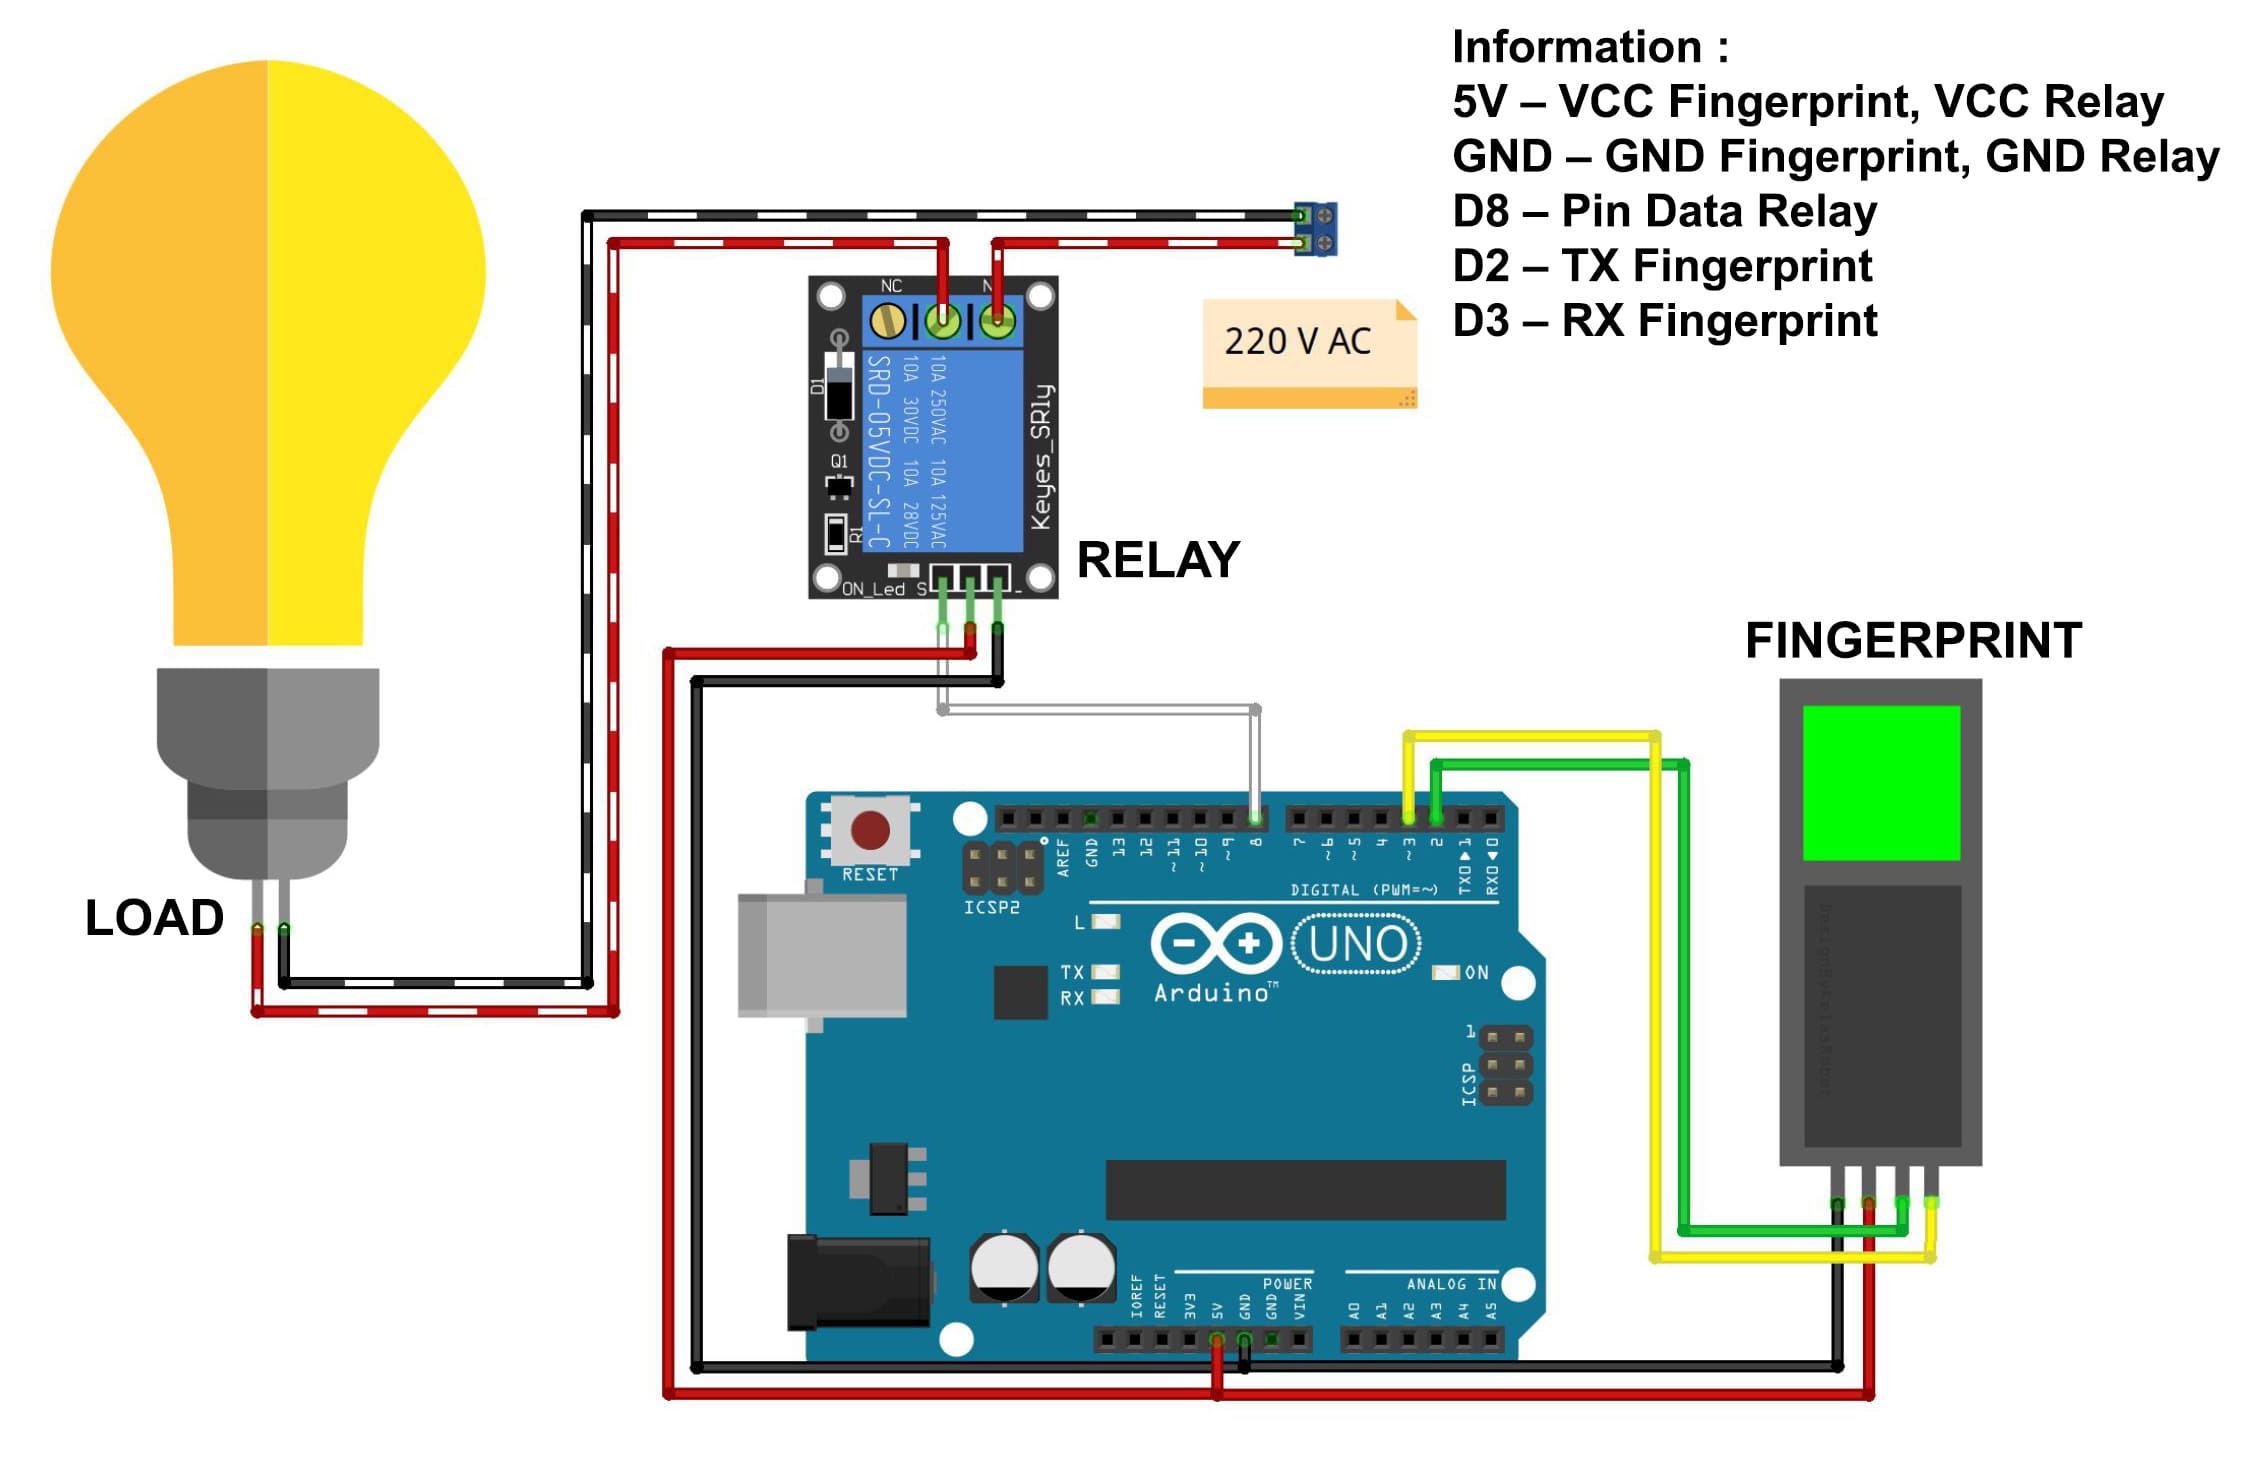 Information :
5V – VCC Fingerprint, VCC Relay
GND – GND Fingerprint, GND Relay
D8 – Pin Data Relay
D2 – TX Fingerprint
D3 – RX Fingerprint
220 V AC
NC
N
D1
Q1
R1
SRD-05VDC-SL-C
10A 30VDC 10A 28VDC
10A 250VAC 10A 125VAC
Keyes_SRly
ON_Led S
-
RELAY
FINGERPRINT
LOAD
RESET
ICSP2
AREF
GND
13
12
~11
~10
~9
8
7
~6
~5
4
~3
2
TX0▶1
RX0◀0
DIGITAL (PWM=~)
L
TX
RX
UNO
Arduino™
ON
1
ICSP
POWER
ANALOG IN
IOREF
RESET
3V3
5V
GND
GND
VIN
A0
A1
A2
A3
A4
A5